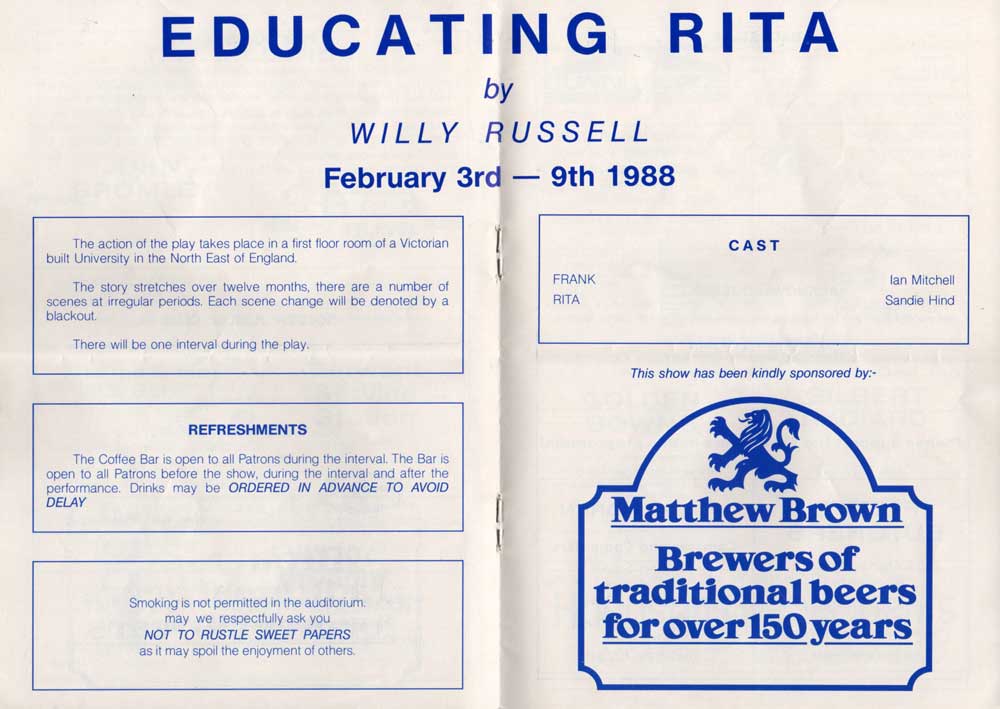 EDUCATING RITA
by
WILLY RUSSELL
February 3rd — 9th 1988
The action of the play takes place in a first floor room of a Victorian
built University in the North East of England.
The story stretches over twelve months, there are a number of
scenes at irregular periods. Each scene change will be denoted by a
blackout.
There will be one interval during the play.
REFRESHMENTS
The Coffee Bar is open to all Patrons during the interval. The Bar is
open to all Patrons before the show, during the interval and after the
performance. Drinks may be ORDERED IN ADVANCE TO AVOID
DELAY
Smoking is not permitted in the auditorium.
may we respectfully ask you
NOT TO RUSTLE SWEET PAPERS
as it may spoil the enjoyment of others.
CAST
FRANK Ian Mitchell
RITA Sandie Hind
This show has been kindly sponsored by:-
Matthew Brown
Brewers of
traditional beers
for over 150 years